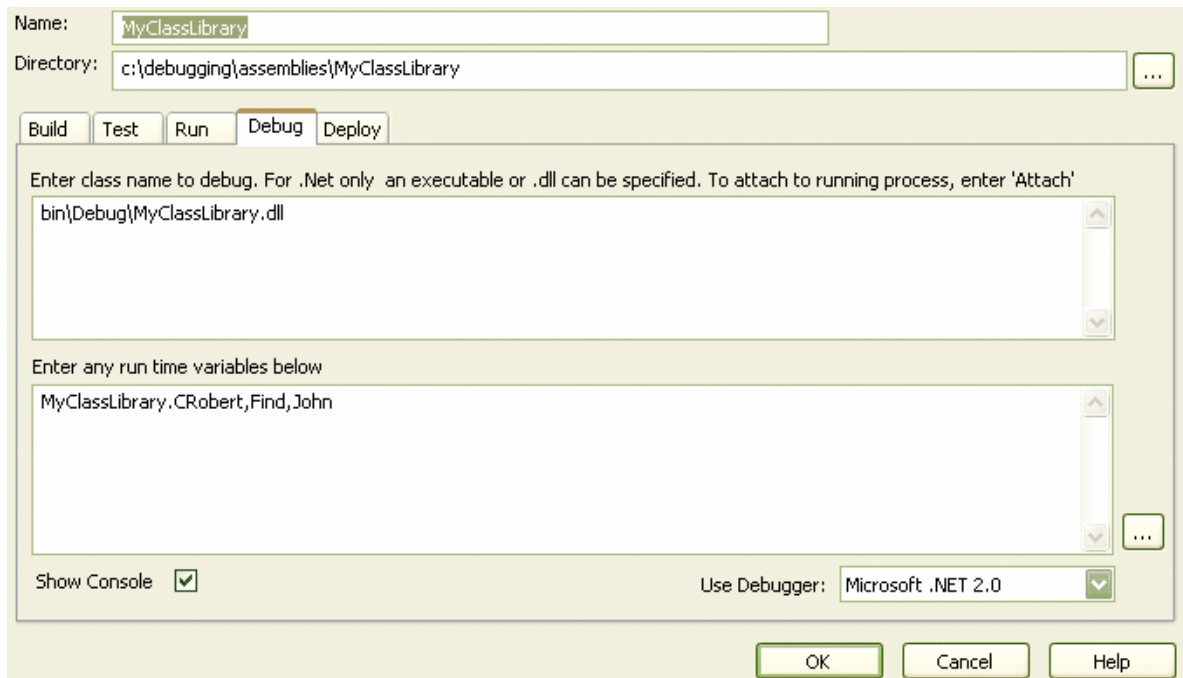 Name: MyClassLibrary
Directory: c:\debugging\assemblies\MyClassLibrary ...
Build Test Run Debug Deploy
Enter class name to debug. For .Net only  an executable or .dll can be specified. To attach to running process, enter 'Attach'
bin\Debug\MyClassLibrary.dll
Enter any run time variables below
MyClassLibrary.CRobert,Find,John
...
Show Console Use Debugger: Microsoft .NET 2.0
OK Cancel Help